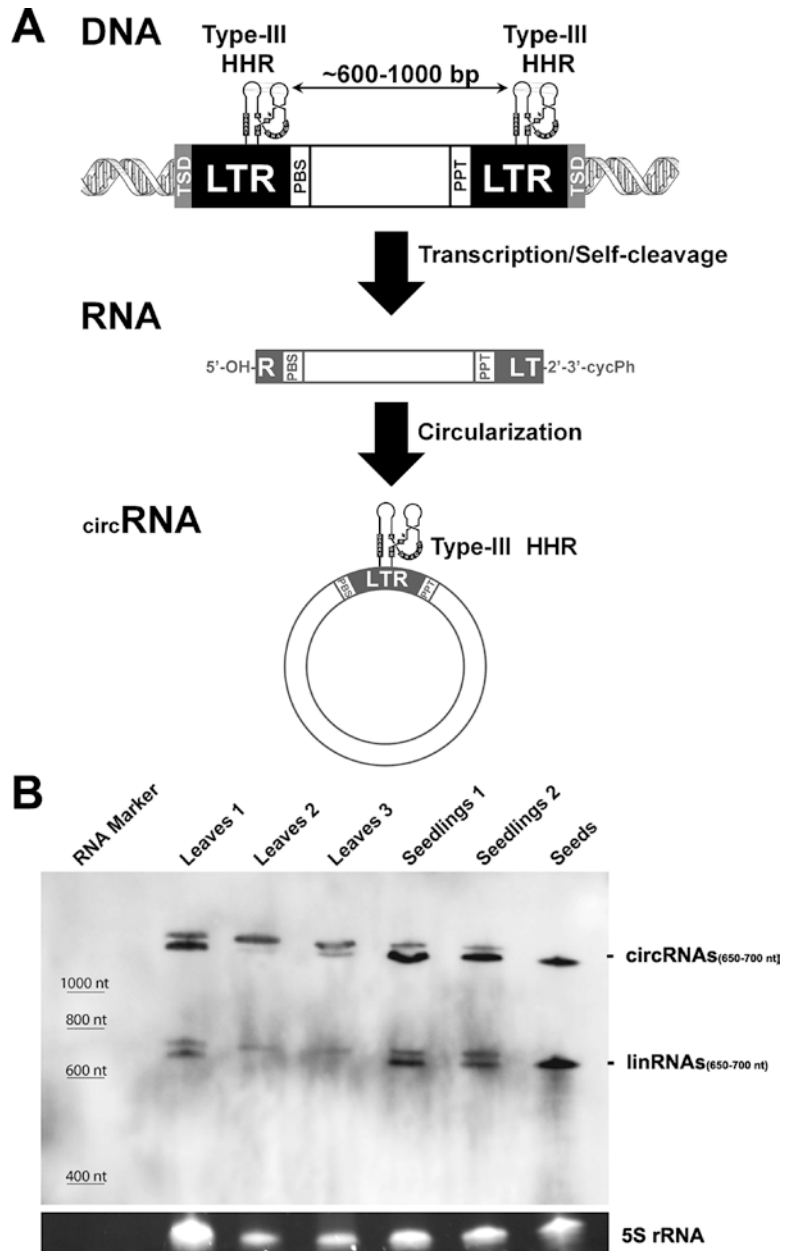 A DNA
Type-III HHR
Type-III HHR
~600-1000 bp
TSD LTR PBS PPT LTR TSD
Transcription/Self-cleavage
RNA
5'-OH- R PBS PPT LT -2'-3'-cycPh
Circularization
circRNA
Type-III HHR
PBS LTR PPT
B
RNA Marker
Leaves 1
Leaves 2
Leaves 3
Seedlings 1
Seedlings 2
Seeds
- circRNAs(650-700 nt]
1000 nt
800 nt
600 nt
- linRNAs(650-700 nt)
400 nt
5S rRNA